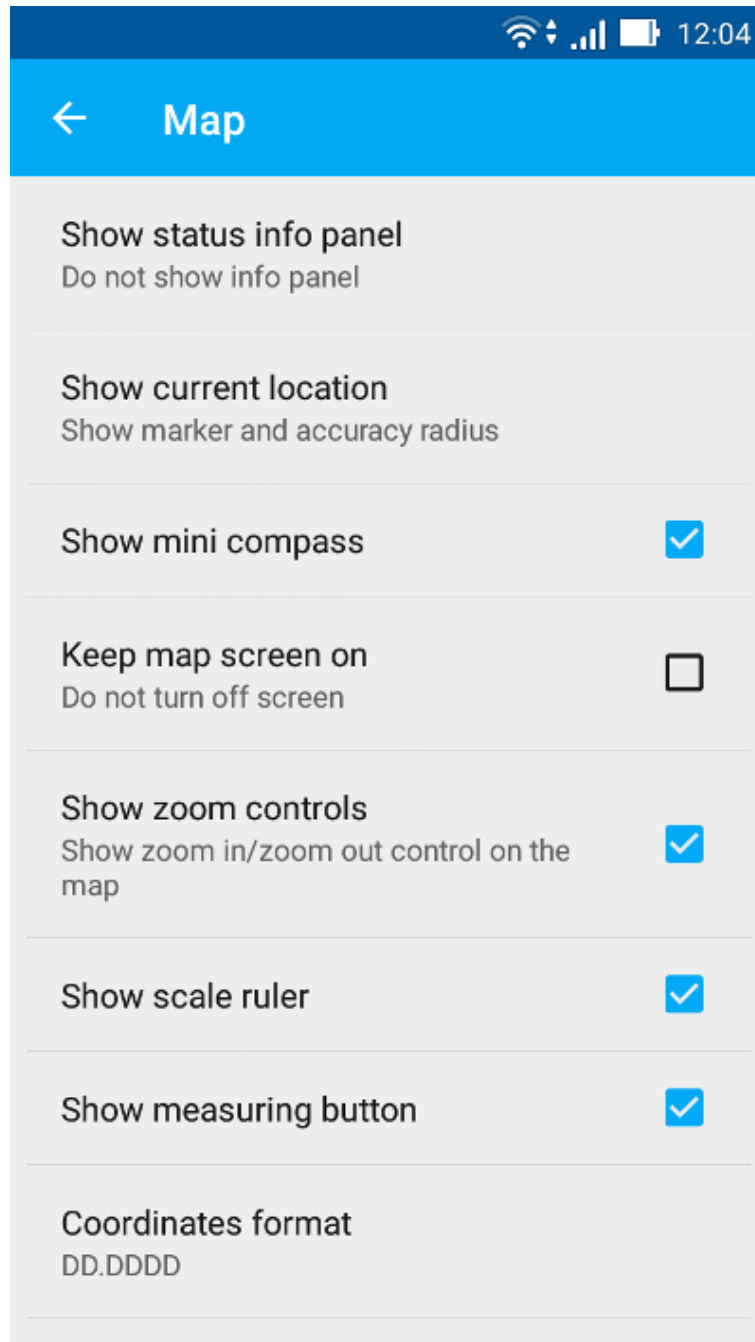 12:04
Map
Show status info panel
Do not show info panel
Show current location
Show marker and accuracy radius
Show mini compass
Keep map screen on
Do not turn off screen
Show zoom controls
Show zoom in/zoom out control on the
map
Show scale ruler
Show measuring button
Coordinates format
DD.DDDD